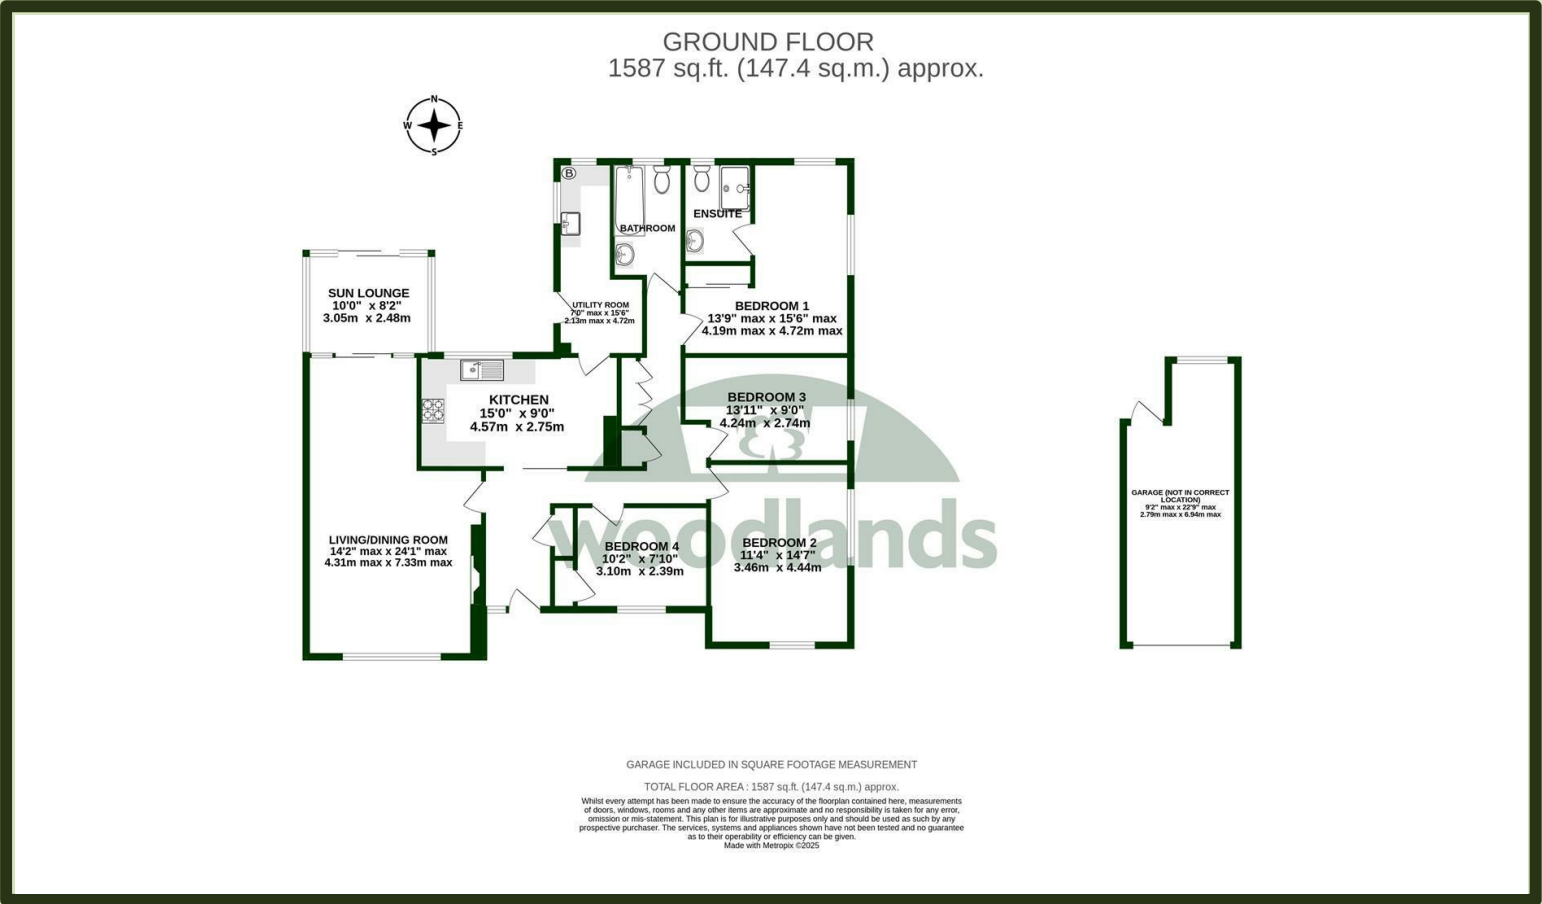 GROUND FLOOR
1587 sq.ft. (147.4 sq.m.) approx.
N
W
E
S
B
BATHROOM
ENSUITE
SUN LOUNGE
10'0" x 8'2"
3.05m x 2.48m
UTILITY ROOM
7'0" max x 15'6"
2.13m max x 4.72m
BEDROOM 1
13'9" max x 15'6" max
4.19m max x 4.72m max
KITCHEN
15'0" x 9'0"
4.57m x 2.75m
BEDROOM 3
13'11" x 9'0"
4.24m x 2.74m
GARAGE (NOT IN CORRECT
LOCATION)
9'2" max x 22'9" max
2.79m max x 6.94m max
LIVING/DINING ROOM
14'2" max x 24'1" max
4.31m max x 7.33m max
woodlands
BEDROOM 4
10'2" x 7'10"
3.10m x 2.39m
BEDROOM 2
11'4" x 14'7"
3.46m x 4.44m
GARAGE INCLUDED IN SQUARE FOOTAGE MEASUREMENT
TOTAL FLOOR AREA : 1587 sq.ft. (147.4 sq.m.) approx.
Whilst every attempt has been made to ensure the accuracy of the floorplan contained here, measurements
of doors, windows, rooms and any other items are approximate and no responsibility is taken for any error,
omission or mis-statement. This plan is for illustrative purposes only and should be used as such by any
prospective purchaser. The services, systems and appliances shown have not been tested and no guarantee
as to their operability or efficiency can be given.
Made with Metropix ©2025